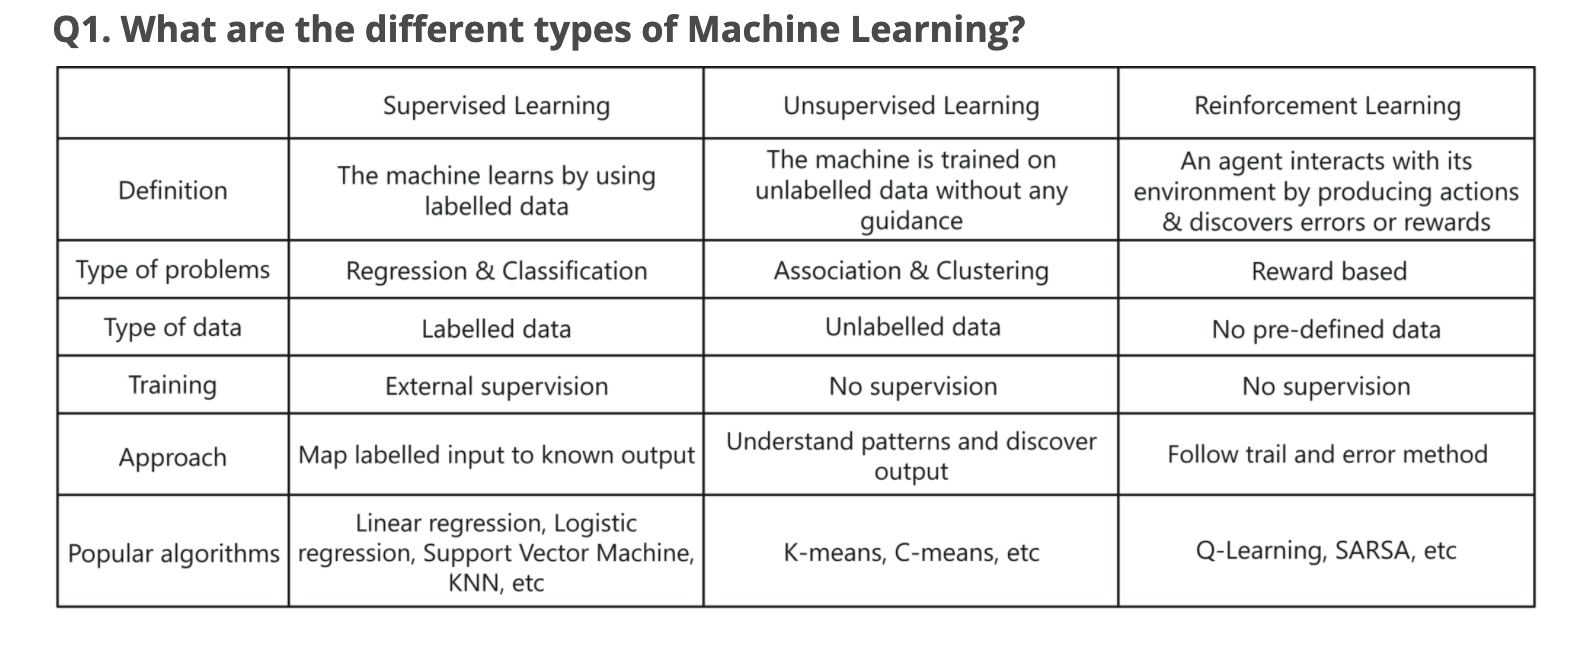 Q1. What are the different types of Machine Learning?
Supervised Learning
Unsupervised Learning
Reinforcement Learning
Definition
The machine learns by using
labelled data
The machine is trained on
unlabelled data without any
guidance
An agent interacts with its
environment by producing actions
& discovers errors or rewards
Type of problems
Regression & Classification
Association & Clustering
Reward based
Type of data
Labelled data
Unlabelled data
No pre-defined data
Training
External supervision
No supervision
No supervision
Approach
Map labelled input to known output
Understand patterns and discover
output
Follow trail and error method
Popular algorithms
Linear regression, Logistic
regression, Support Vector Machine,
KNN, etc
K-means, C-means, etc
Q-Learning, SARSA, etc